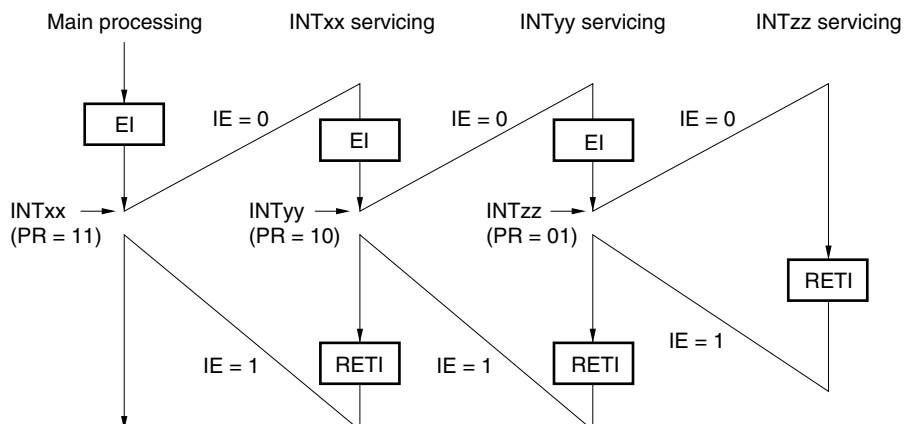 Main processing
INTxx servicing
INTyy servicing
INTzz servicing
EI
IE = 0
EI
IE = 0
EI
IE = 0
INTxx
(PR = 11)
INTyy
(PR = 10)
INTzz
(PR = 01)
RETI
IE = 1
RETI
IE = 1
RETI
IE = 1